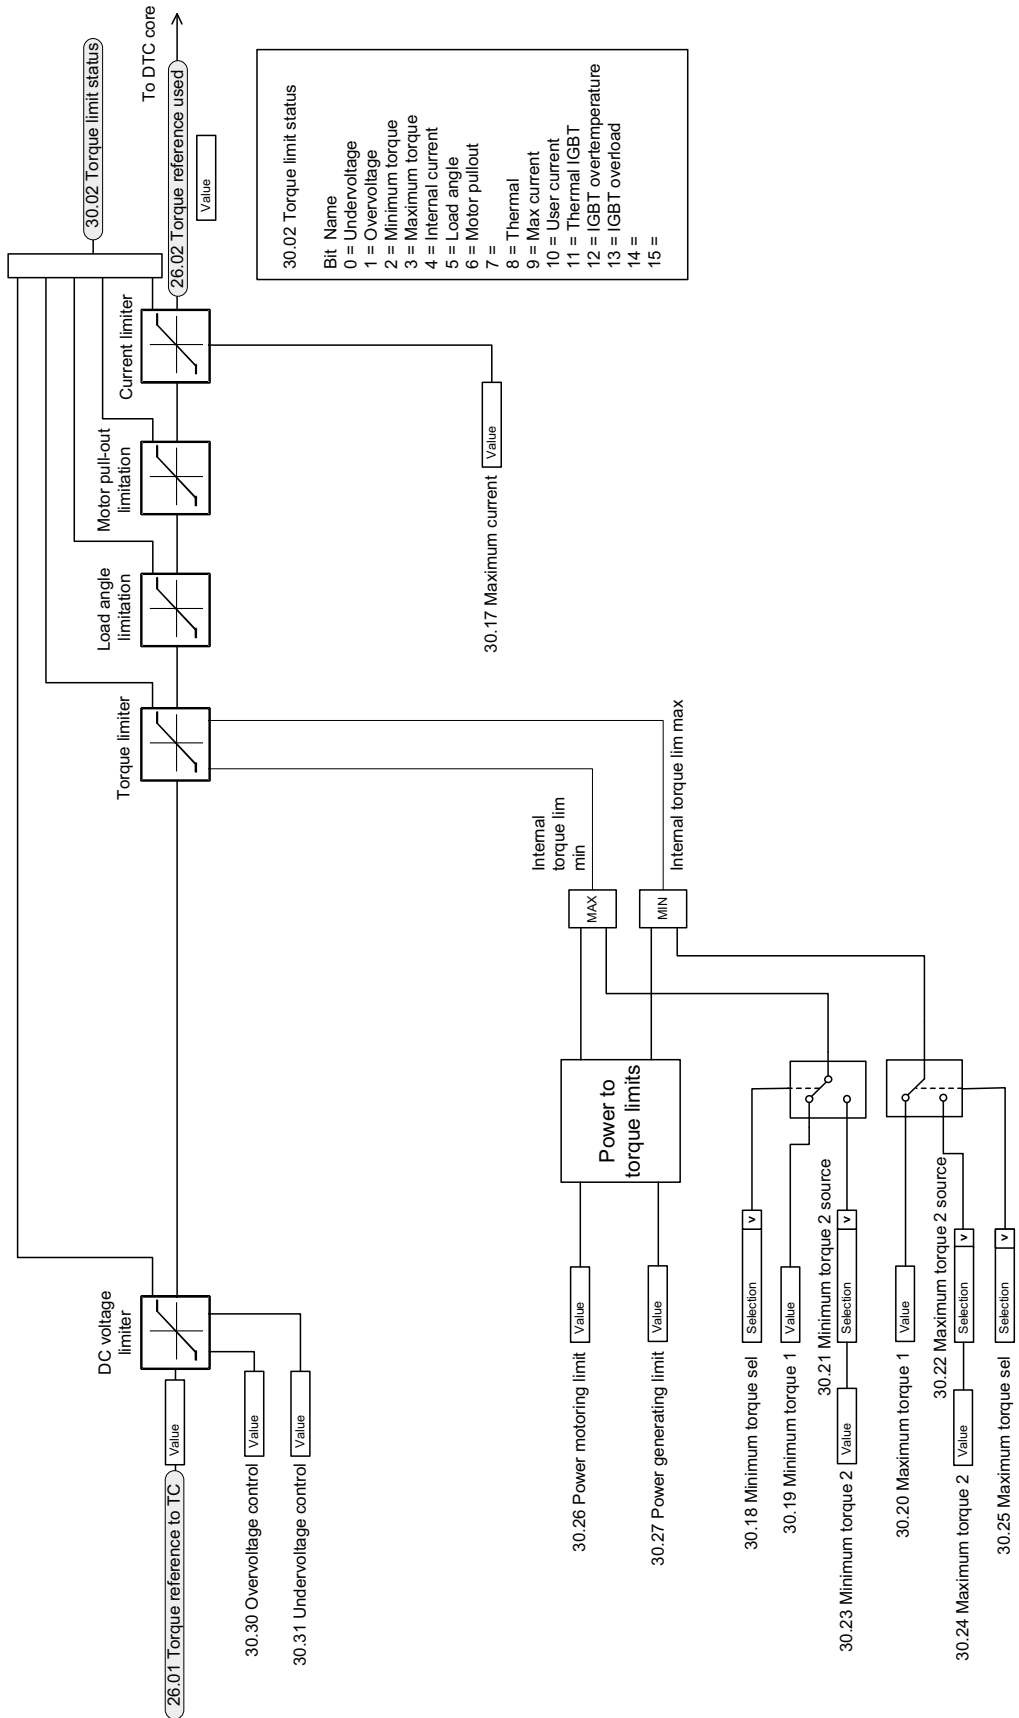 30.02 Torque limit status
To DTC core
26.02 Torque reference used
Value
Current limiter
Motor pull-out
limitation
Load angle
limitation
Torque limiter
DC voltage
limiter
26.01 Torque reference to TC
Value
30.30 Overvoltage control
Value
30.31 Undervoltage control
Value
30.02 Torque limit status
Bit Name
0 = Undervoltage
1 = Overvoltage
2 = Minimum torque
3 = Maximum torque
4 = Internal current
5 = Load angle
6 = Motor pullout
7 =
8 = Thermal
9 = Max current
10 = User current
11 = Thermal IGBT
12 = IGBT overtemperature
13 = IGBT overload
14 =
15 =
30.17 Maximum current
Value
Internal
torque lim
min
MAX
MIN
Internal torque lim max
Power to
torque limits
30.26 Power motoring limit
Value
30.27 Power generating limit
Value
30.18 Minimum torque sel
Selection
v
30.19 Minimum torque 1
Value
30.21 Minimum torque 2 source
30.23 Minimum torque 2
Value
Selection
v
30.20 Maximum torque 1
Value
30.22 Maximum torque 2 source
30.24 Maximum torque 2
Value
Selection
v
30.25 Maximum torque sel
Selection
v